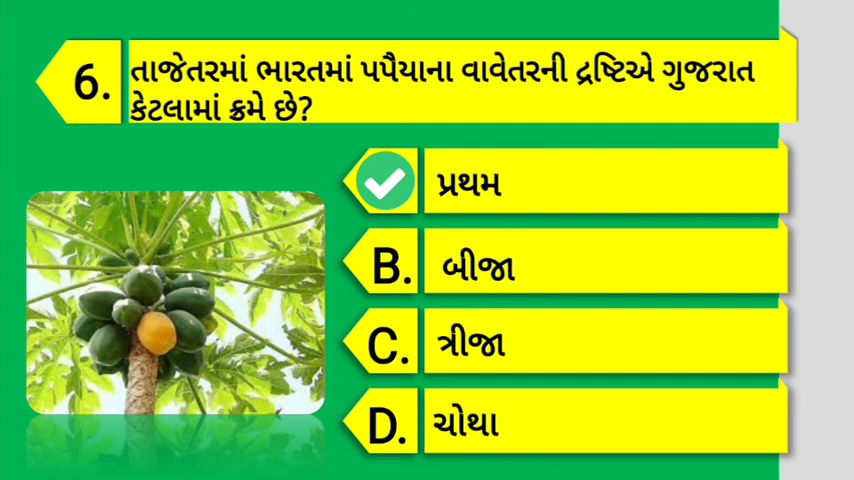 6. તાજેતરમાં ભારતમાં પપૈયાના વાવેતરની દ્રષ્ટિએ ગુજરાત
કેટલામાં ક્રમે છે?
પ્રથમ
B. બીજા
C. ત્રીજા
D. ચોથા